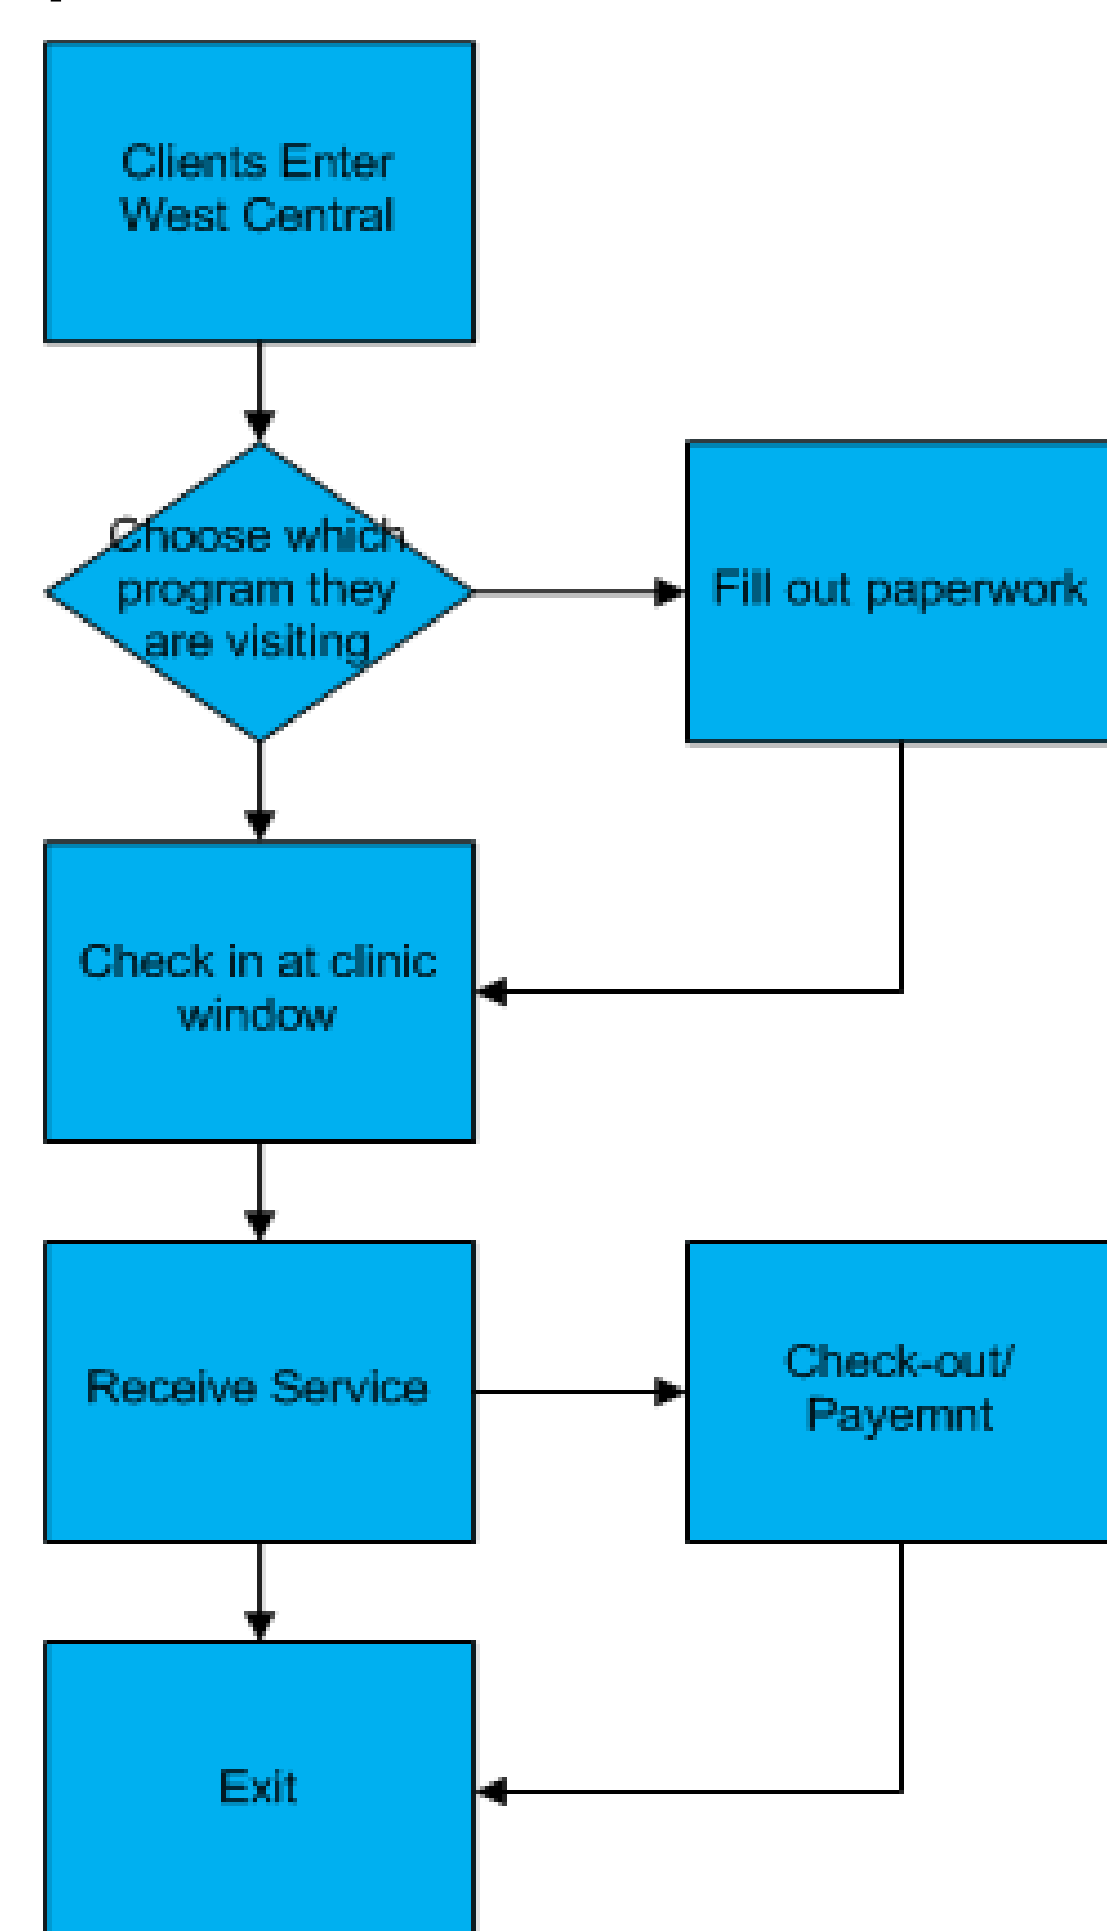 Clients Enter
West Central
Choose which
program they
are visiting
Fill out paperwork
Check in at clinic
window
Receive Service
Check-out/
Payemnt
Exit